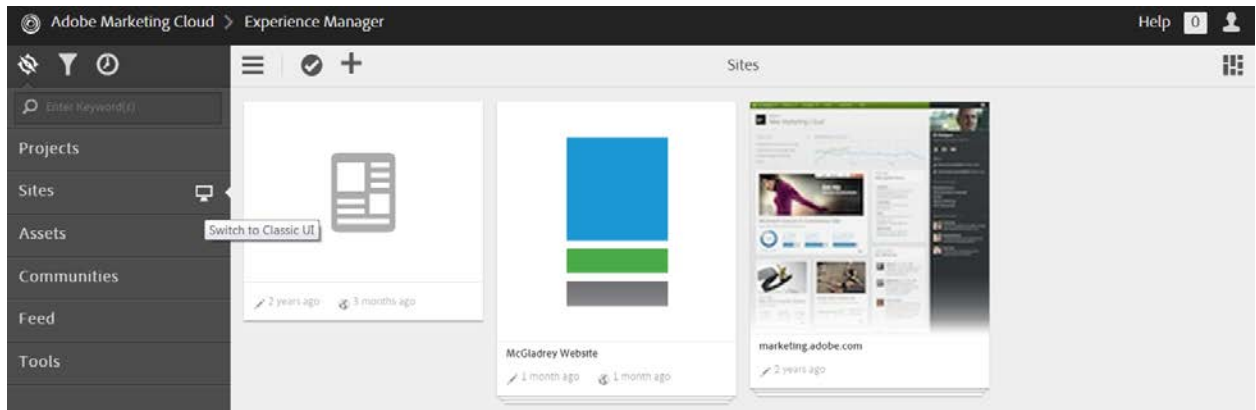 Adobe Marketing Cloud > Experience Manager
Help 0
Sites
Enter Keyword(s)
Projects
Sites
Switch to Classic UI
Assets
Communities
Feed
Tools
2 years ago 3 months ago
McGladrey Website
1 month ago 1 month ago
marketing.adobe.com
2 years ago